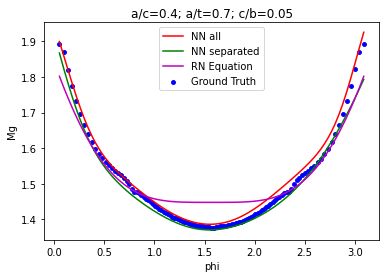 a/c=0.4; a/t=0.7; c/b=0.05
NN all
NN separated
RN Equation
Ground Truth
Mg
1.9
1.8
1.7
1.6
1.5
1.4
0.0 0.5 1.0 1.5 2.0 2.5 3.0
phi